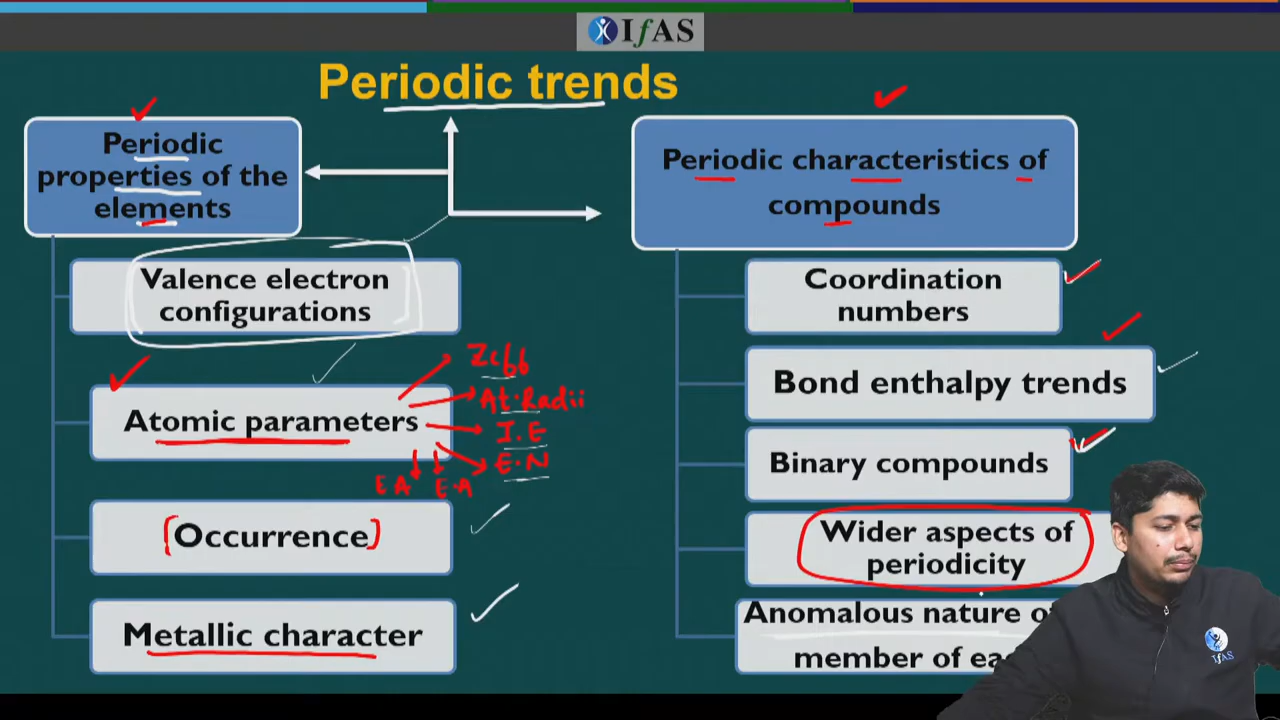 IfAS
Periodic trends
Periodic
properties of the
elements
Valence electron
configurations
Atomic parameters
Zeff
At. Radii
I.E
E.N
EA
E.A
[Occurrence]
Metallic character
Periodic characteristics of
compounds
Coordination
numbers
Bond enthalpy trends
Binary compounds
Wider aspects of
periodicity
Anomalous nature
member of
IfAS